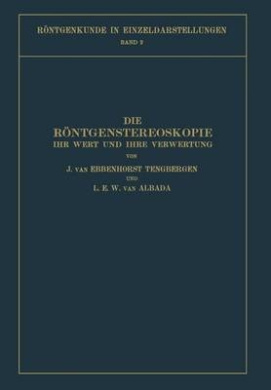 RÖNTGENKUNDE IN EINZELDARSTELLUNGEN
BAND 2
DIE
RÖNTGENSTEREOSKOPIE
IHR WERT UND IHRE VERWERTUNG
VON
J. VAN EBBENHORST TENGBERGEN
UND
L. E. W. VAN ALBADA